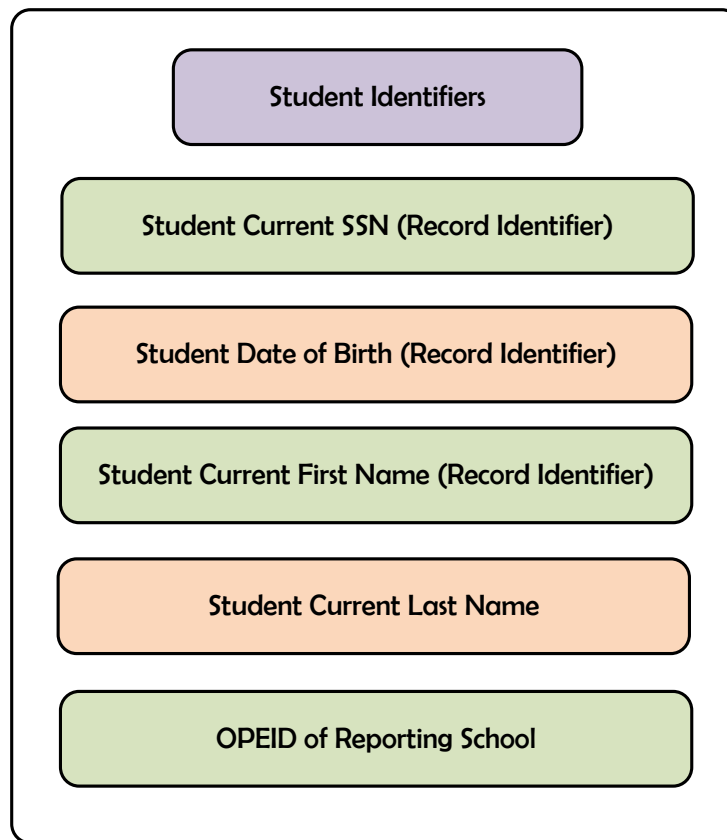 Student Identifiers
Student Current SSN (Record Identifier)
Student Date of Birth (Record Identifier)
Student Current First Name (Record Identifier)
Student Current Last Name
OPEID of Reporting School